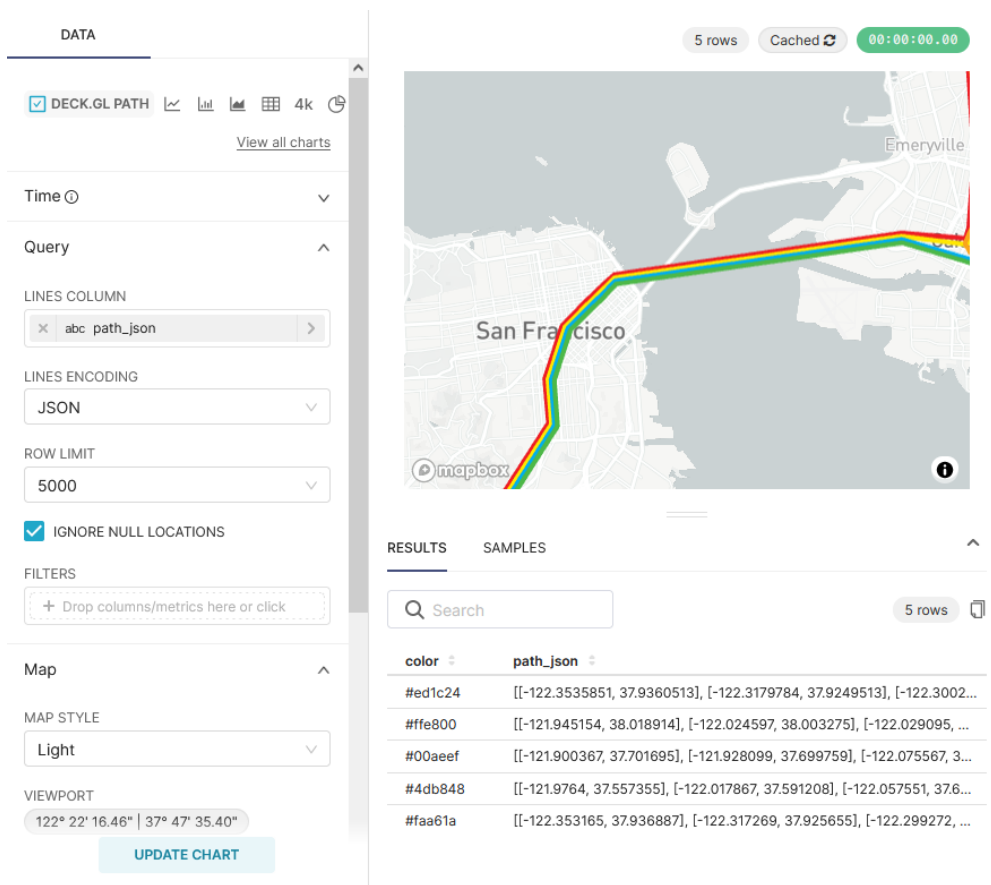 DATA
DECK.GL PATH
4k
View all charts
Time
Query
LINES COLUMN
abc path_json
LINES ENCODING
JSON
ROW LIMIT
5000
IGNORE NULL LOCATIONS
FILTERS
+ Drop columns/metrics here or click
Map
MAP STYLE
Light
VIEWPORT
122° 22' 16.46" | 37° 47' 35.40"
UPDATE CHART
5 rows
Cached
00:00:00.00
Emeryville
San Francisco
mapbox
RESULTS SAMPLES
Search
5 rows
color path_json
#ed1c24 [[-122.3535851, 37.9360513], [-122.3179784, 37.9249513], [-122.3002...
#ffe800 [[-121.945154, 38.018914], [-122.024597, 38.003275], [-122.029095, ...
#00aeef [[-121.900367, 37.701695], [-121.928099, 37.699759], [-122.075567, 3...
#4db848 [[-121.9764, 37.557355], [-122.017867, 37.591208], [-122.057551, 37.6...
#faa61a [[-122.353165, 37.936887], [-122.317269, 37.925655], [-122.299272, ...